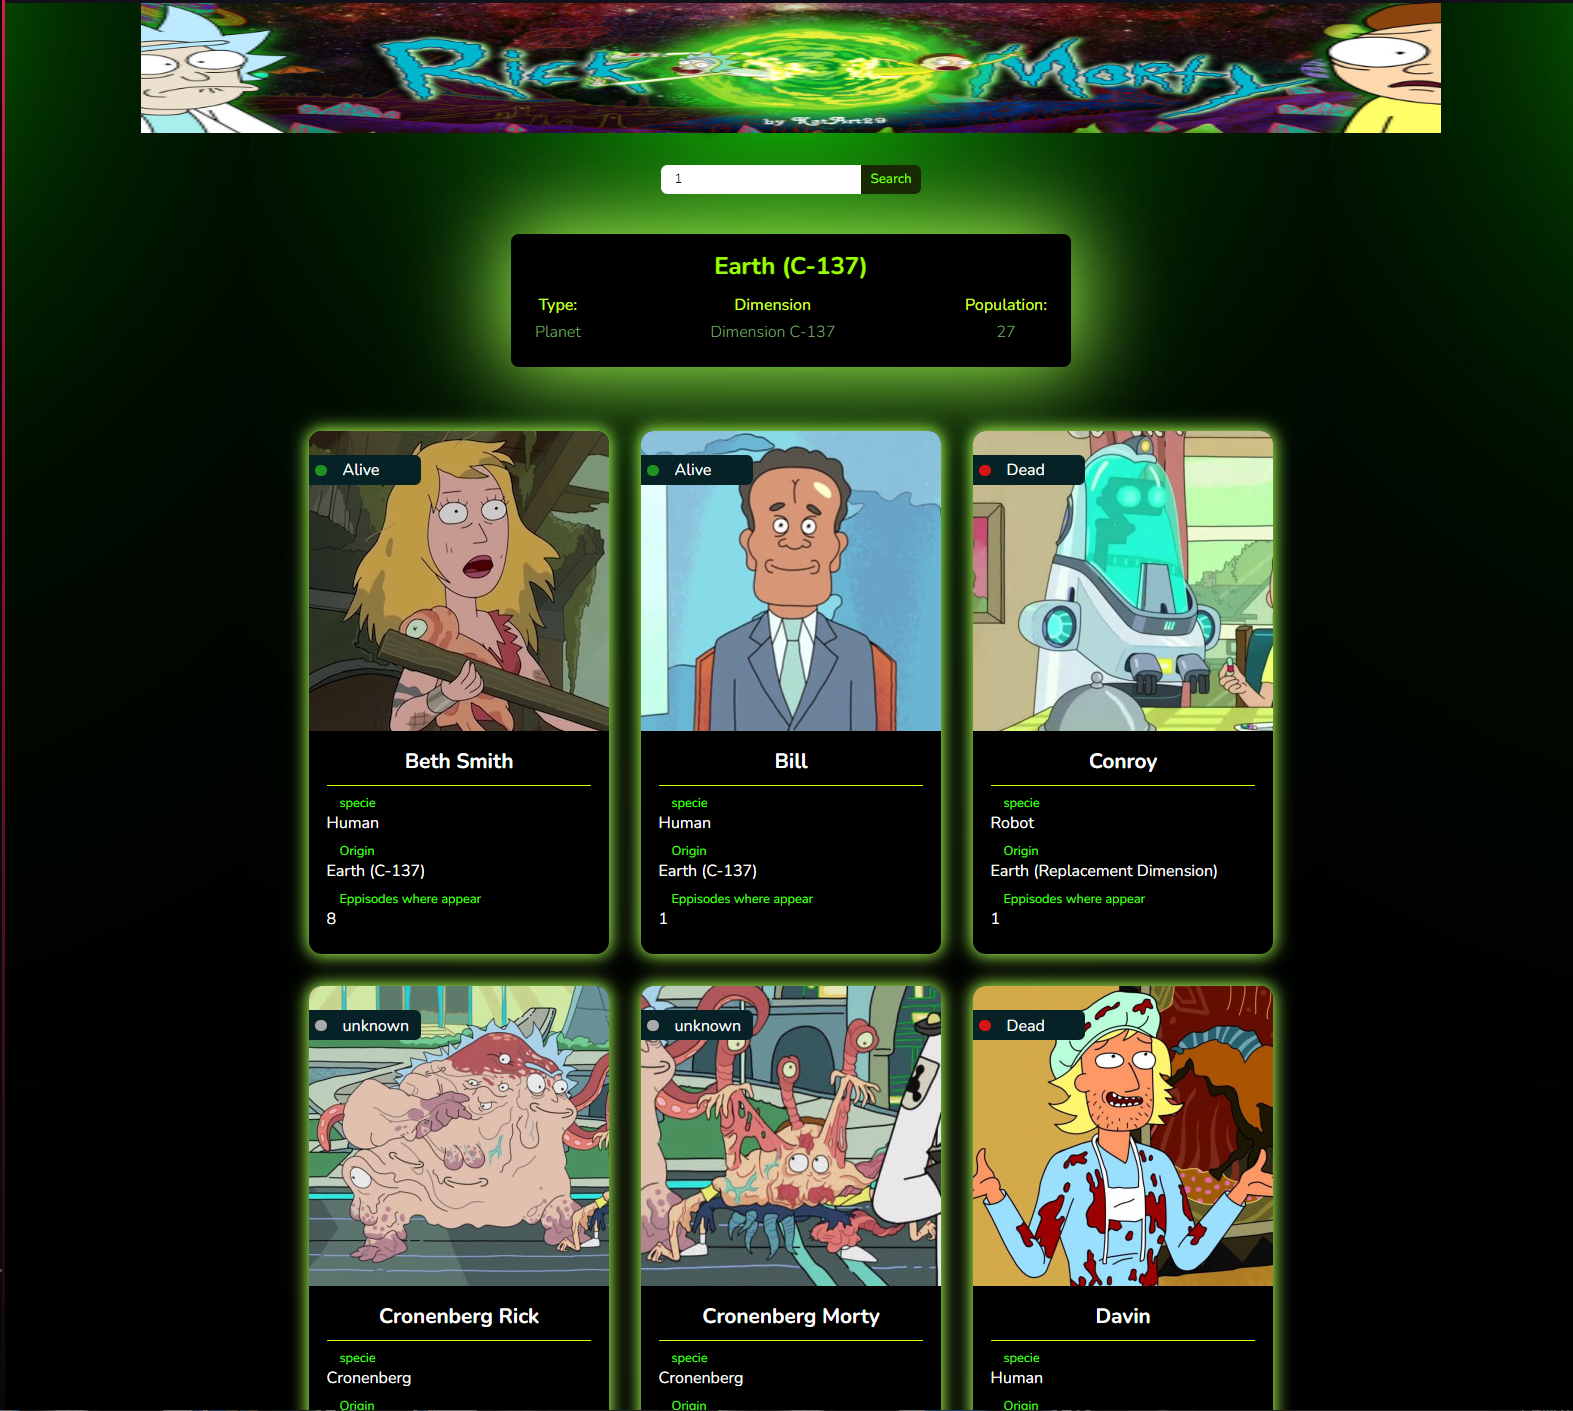 Rick Morty
by KatArt29
1 Search
Earth (C-137)
Type: Dimension Population:
Planet Dimension C-137 27
Alive Alive Dead
Beth Smith Bill Conroy
specie specie specie
Human Human Robot
Origin Origin Origin
Earth (C-137) Earth (C-137) Earth (Replacement Dimension)
Eppisodes where appear Eppisodes where appear Eppisodes where appear
8 1 1
unknown unknown Dead
Cronenberg Rick Cronenberg Morty Davin
specie specie specie
Cronenberg Cronenberg Human
Origin Origin Origin